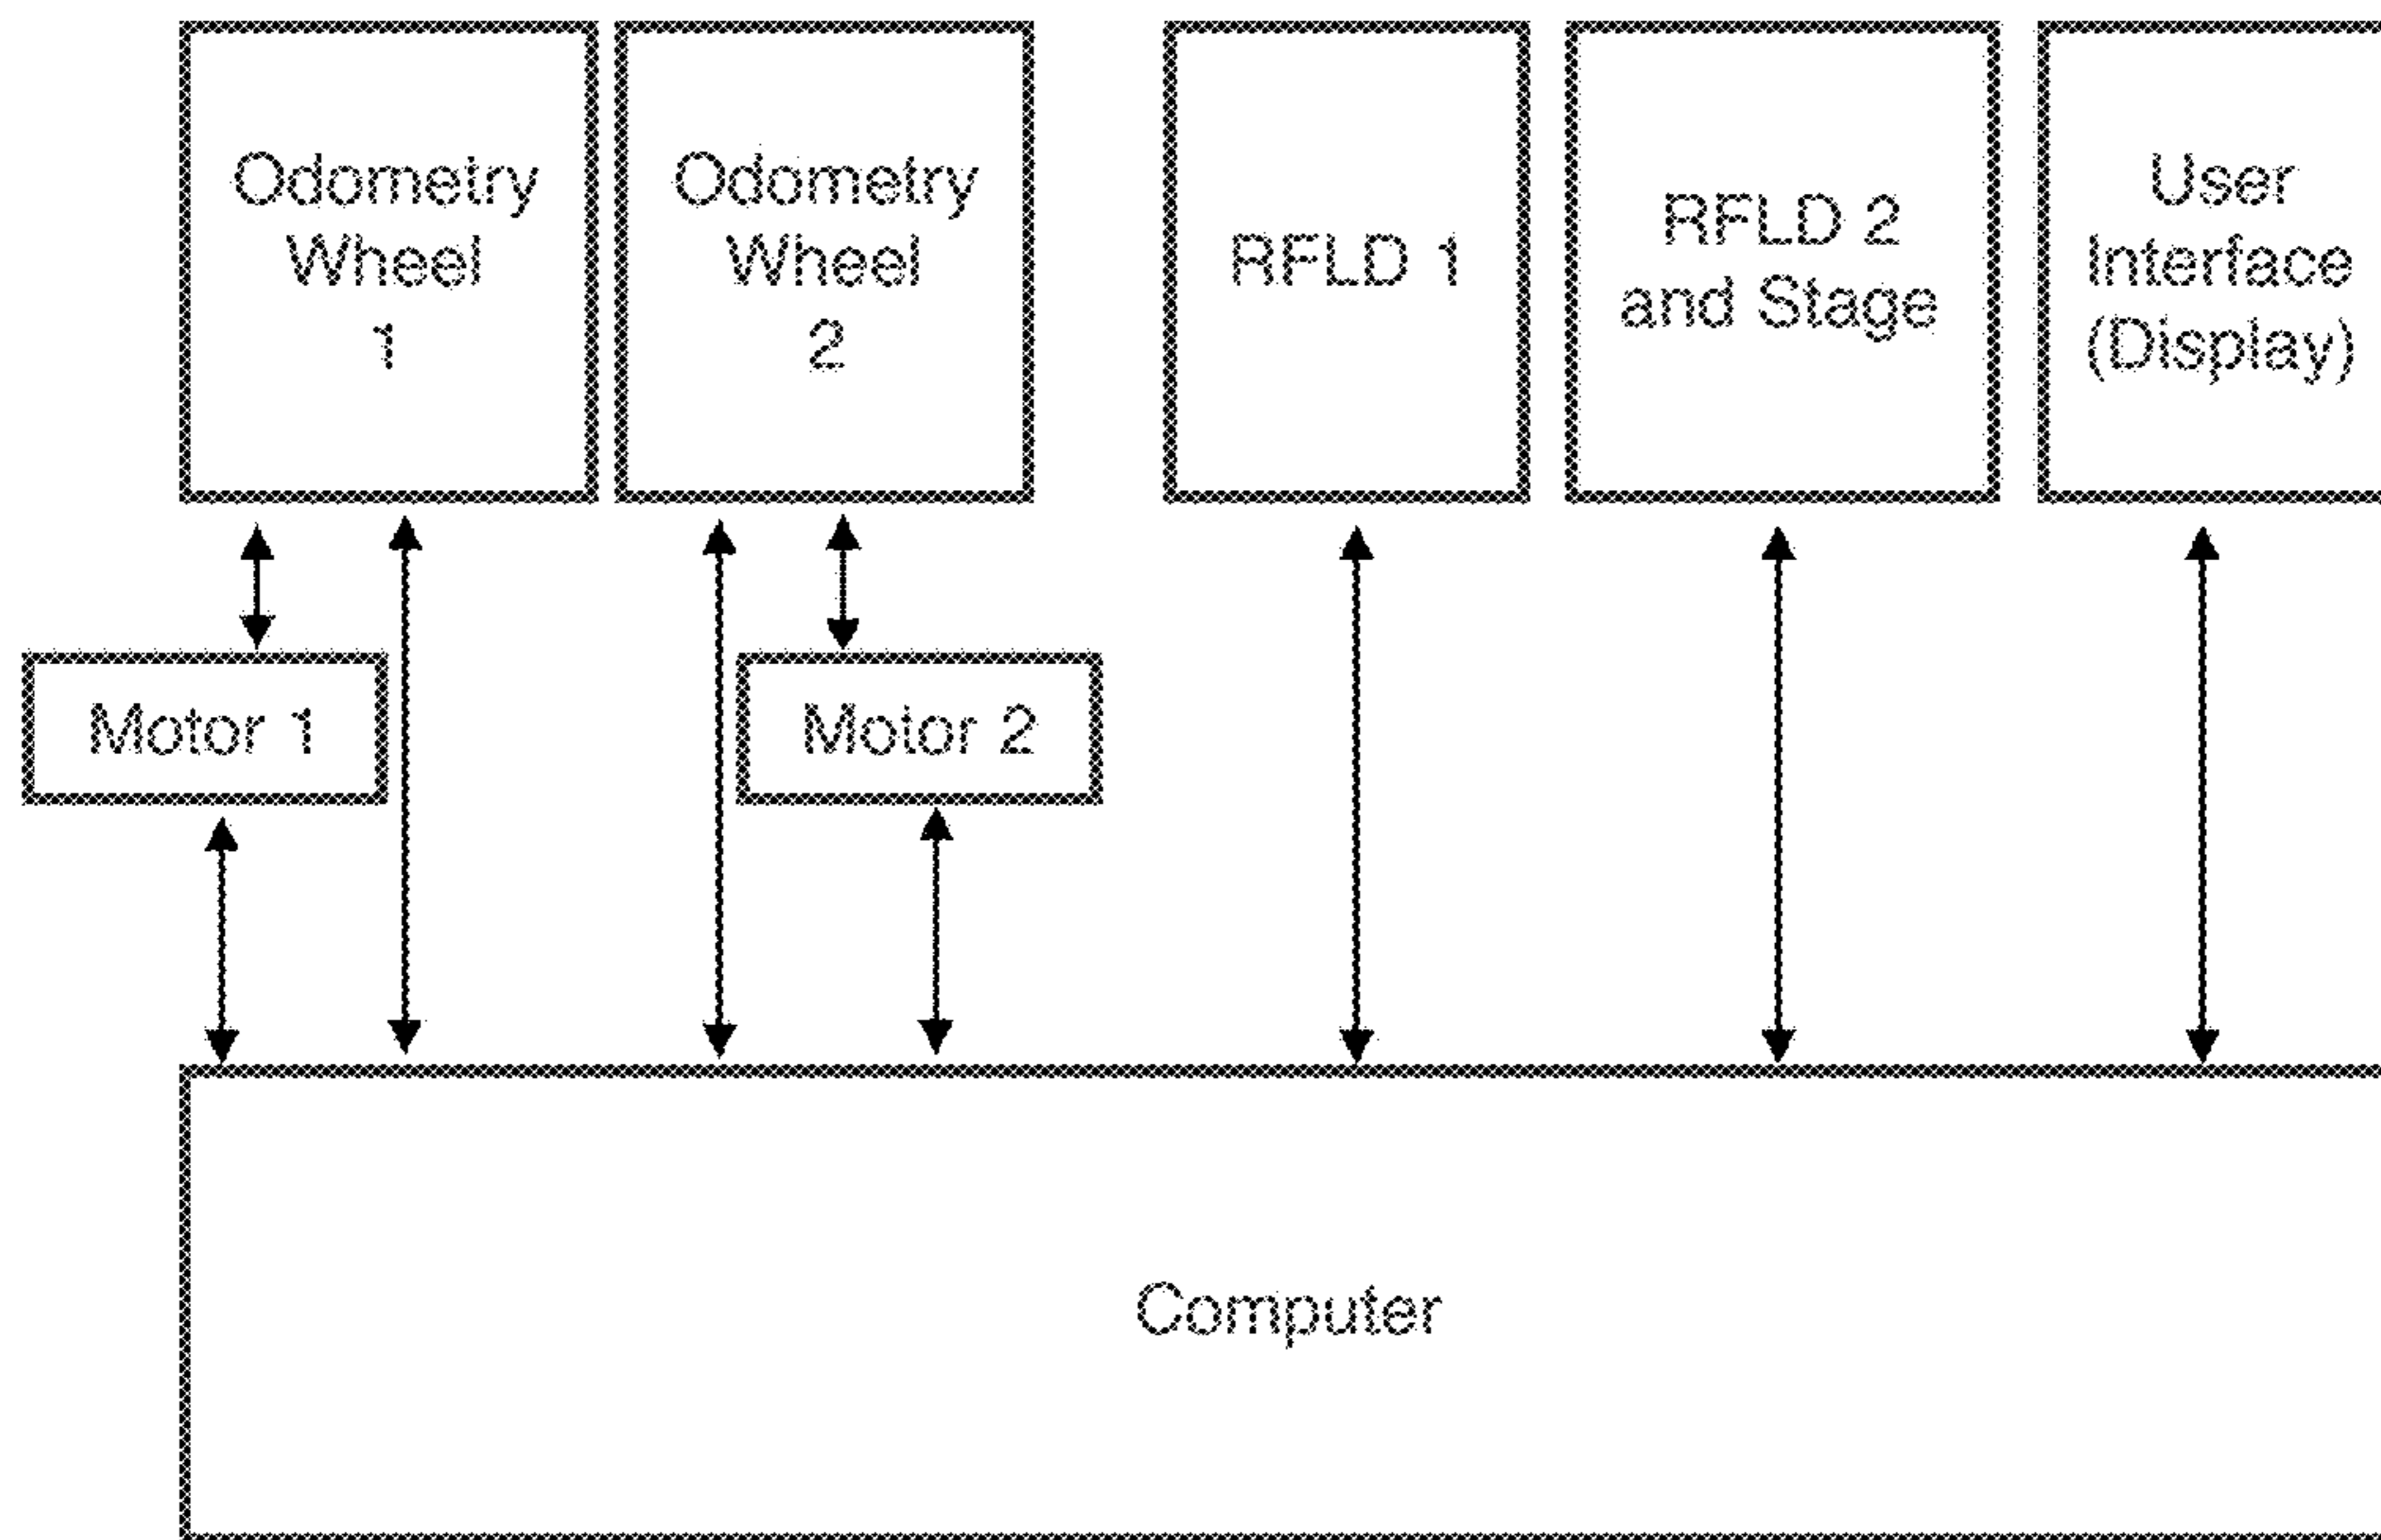 Odometry
Wheel
1
Odometry
Wheel
2
RFLD 1
RFLD 2
and Stage
User
Interface
(Display)
Motor 1
Motor 2
Computer